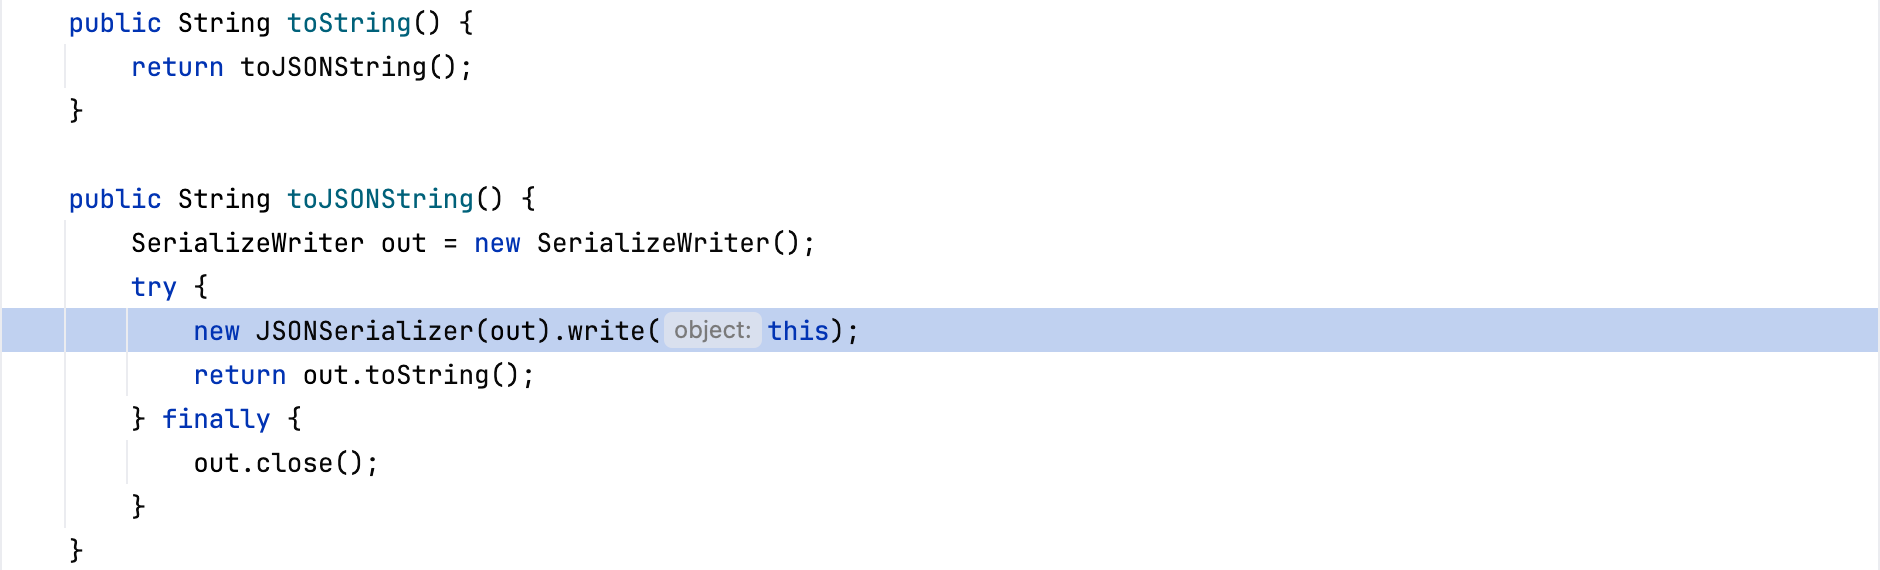 public String toString() {
return toJSONString();
}
public String toJSONString() {
SerializeWriter out = new SerializeWriter();
try {
new JSONSerializer(out).write( object: this);
return out.toString();
} finally {
out.close();
}
}